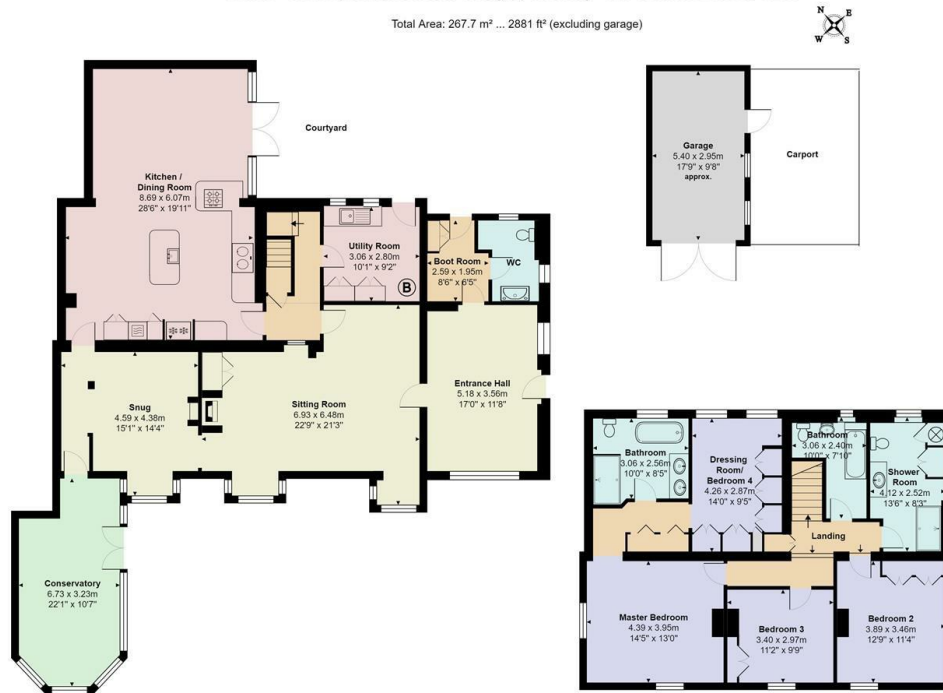 Total Area: 267.7 m² ... 2881 ft² (excluding garage)
N
E
W
S
Courtyard
Kitchen /
Dining Room
8.69 x 6.07m
28'6" x 19'11"
Utility Room
3.06 x 2.80m
10'1" x 9'2"
B
Boot Room
2.59 x 1.95m
8'6" x 6'5"
WC
Garage
5.40 x 2.95m
17'9" x 9'8"
approx.
Carport
Snug
4.59 x 4.38m
15'1" x 14'4"
Sitting Room
6.93 x 6.48m
22'9" x 21'3"
Entrance Hall
5.18 x 3.56m
17'0" x 11'8"
Conservatory
6.73 x 3.23m
22'1" x 10'7"
Bathroom
3.06 x 2.56m
10'0" x 8'5"
Dressing
Room/
Bedroom 4
4.26 x 2.87m
14'0" x 9'5"
Bathroom
3.06 x 2.40m
10'0" x 7'10"
Shower
Room
4.12 x 2.52m
13'6" x 8'3"
Landing
Master Bedroom
4.39 x 3.95m
14'5" x 13'0"
Bedroom 3
3.40 x 2.97m
11'2" x 9'9"
Bedroom 2
3.89 x 3.46m
12'9" x 11'4"